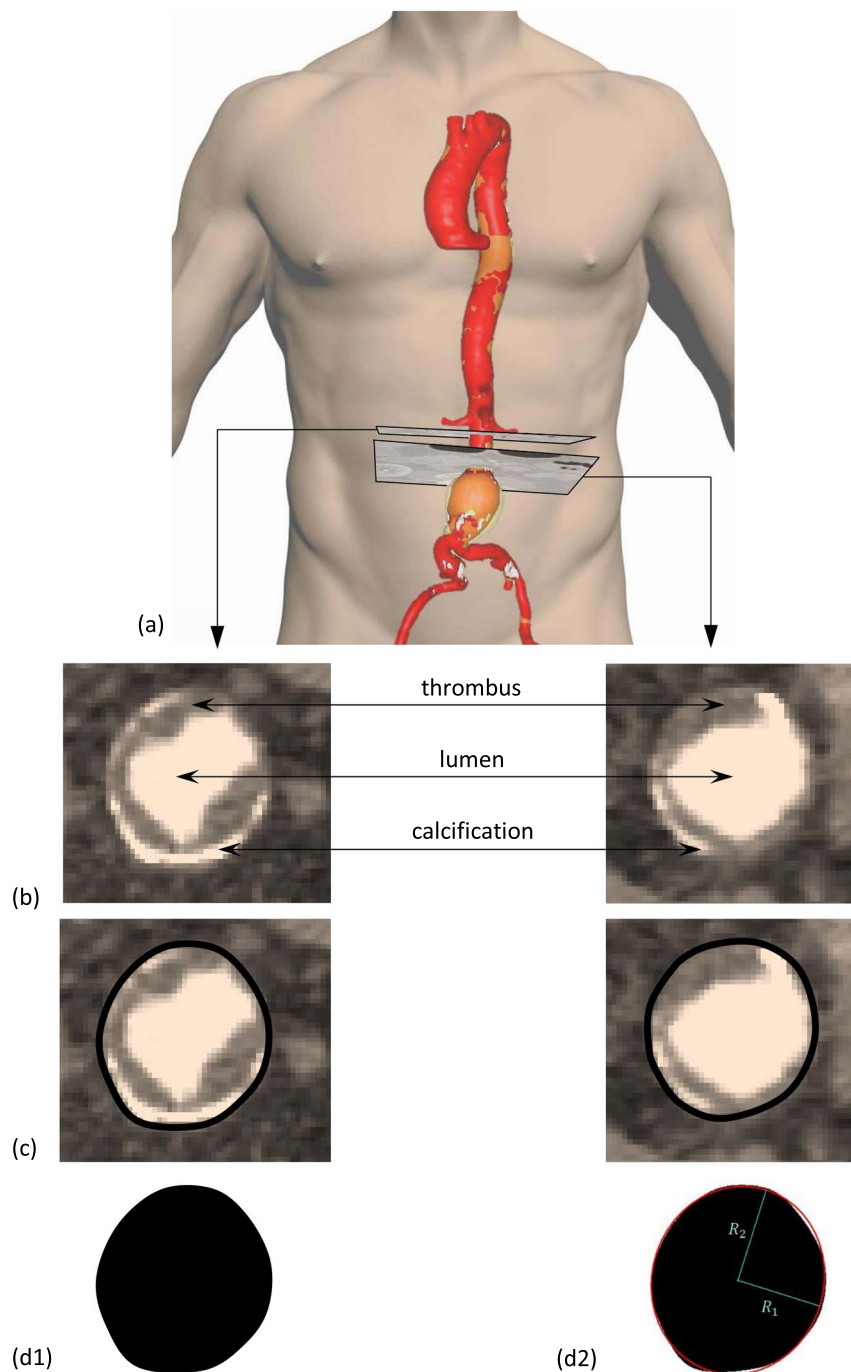 (a)
thrombus
lumen
calcification
(b)
(c)
R₂
R₁
(d1)
(d2)